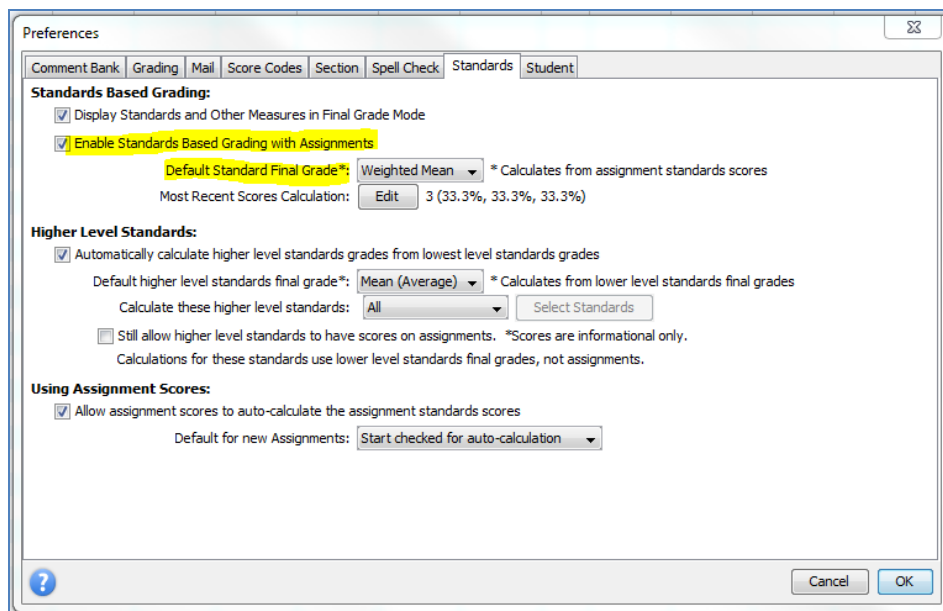 Preferences
Comment Bank Grading Mail Score Codes Section Spell Check Standards Student
Standards Based Grading:
Display Standards and Other Measures in Final Grade Mode
Enable Standards Based Grading with Assignments
Default Standard Final Grade*: Weighted Mean * Calculates from assignment standards scores
Most Recent Scores Calculation: Edit 3 (33.3%, 33.3%, 33.3%)
Higher Level Standards:
Automatically calculate higher level standards grades from lowest level standards grades
Default higher level standards final grade*: Mean (Average) * Calculates from lower level standards final grades
Calculate these higher level standards: All Select Standards
Still allow higher level standards to have scores on assignments. *Scores are informational only.
Calculations for these standards use lower level standards final grades, not assignments.
Using Assignment Scores:
Allow assignment scores to auto-calculate the assignment standards scores
Default for new Assignments: Start checked for auto-calculation
? Cancel OK